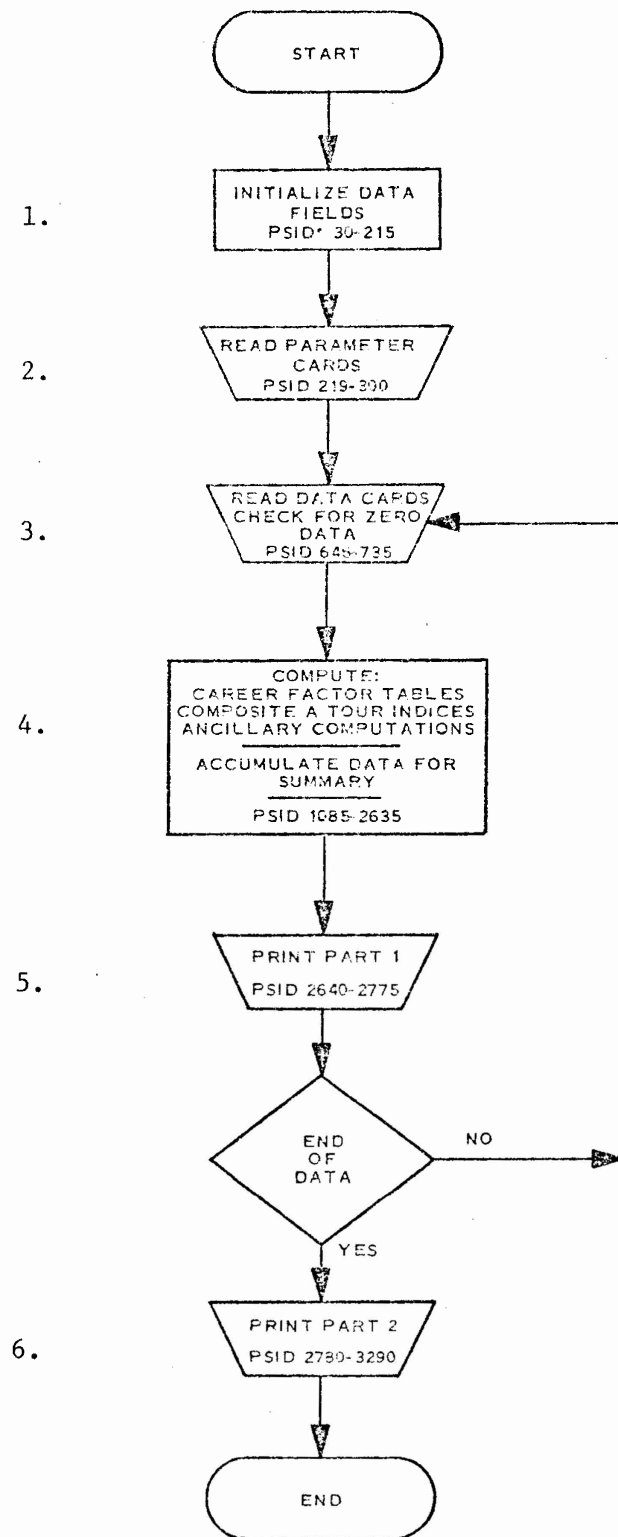 START
1.
INITIALIZE DATA
FIELDS
PSID* 30-215
2.
READ PARAMETER
CARDS
PSID 219-300
3.
READ DATA CARDS
CHECK FOR ZERO
DATA
PSID 645-735
4.
COMPUTE:
CAREER FACTOR TABLES
COMPOSITE A TOUR INDICES
ANCILLARY COMPUTATIONS
ACCUMULATE DATA FOR
SUMMARY
PSID 1085-2635
5.
PRINT PART 1
PSID 2640-2775
END
OF
DATA
NO
YES
6.
PRINT PART 2
PSID 2780-3290
END